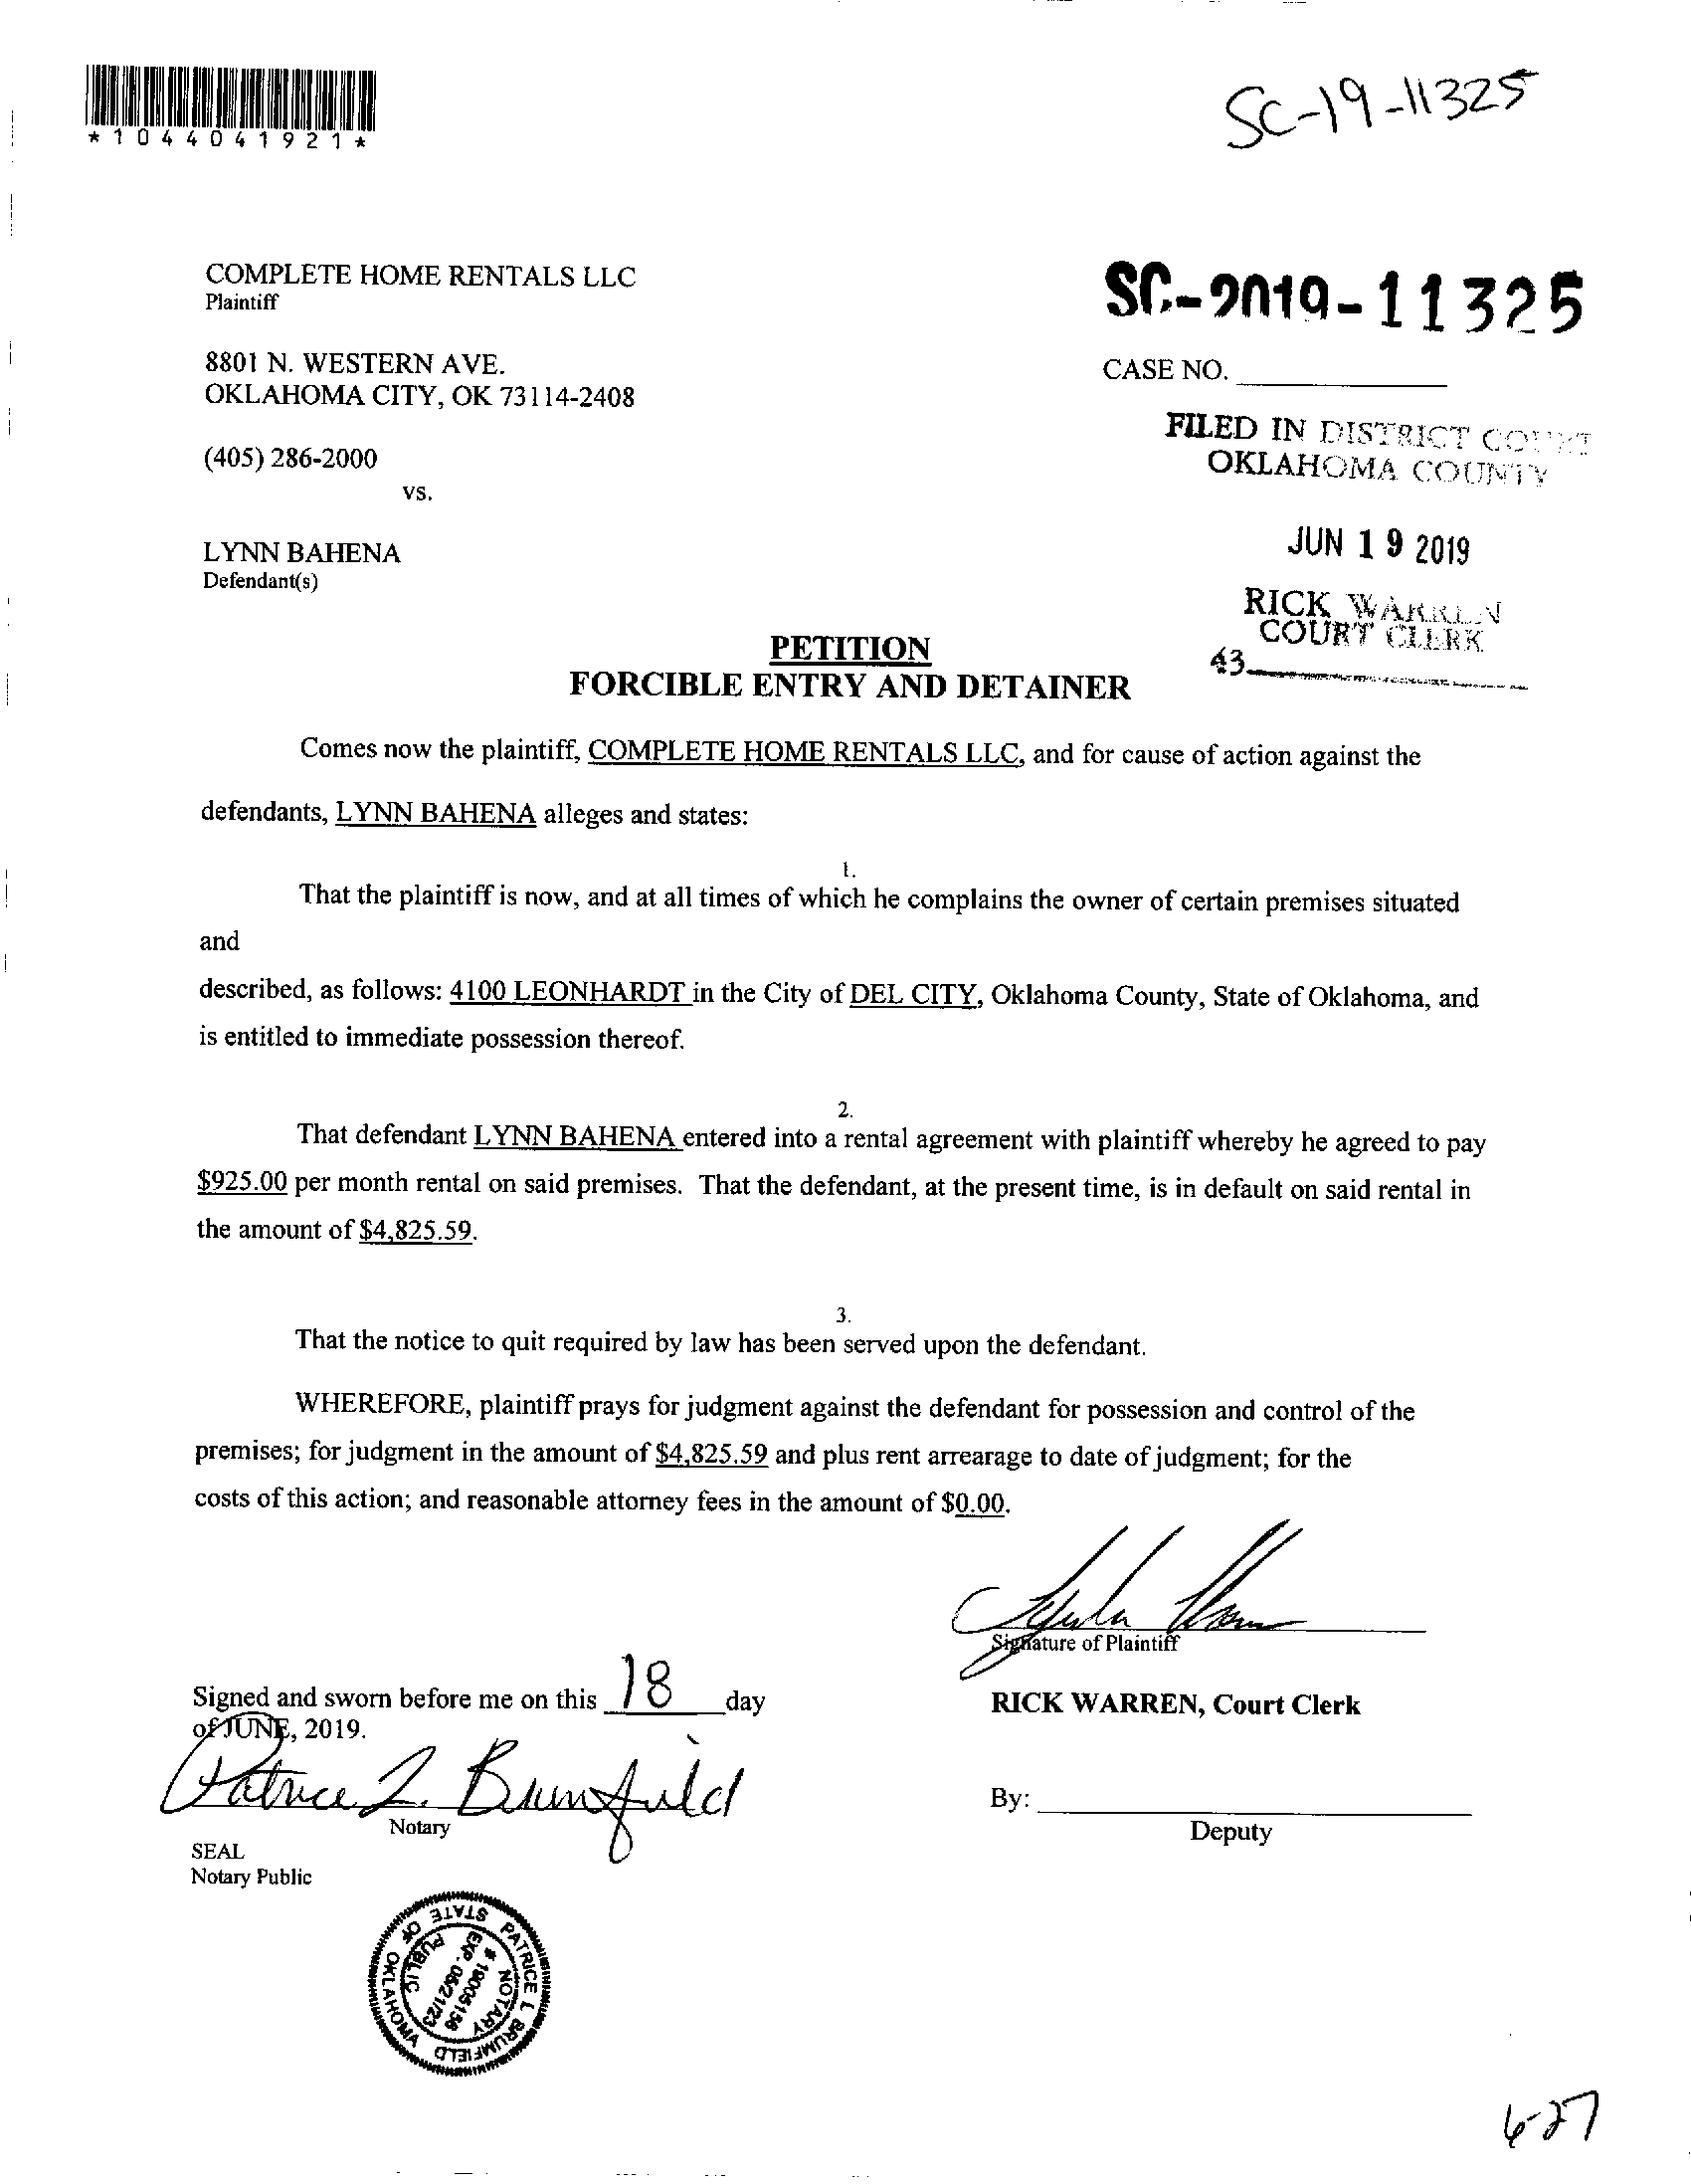 *1044041921*
SC-19-11325
COMPLETE HOME RENTALS LLC
Plaintiff
SC-2019-11325
8801 N. WESTERN AVE.
OKLAHOMA CITY, OK 73114-2408
CASE NO.
FILED IN DISTRICT COURT
OKLAHOMA COUNTY
(405) 286-2000
vs.
JUN 19 2019
LYNN BAHENA
Defendant(s)
RICK WARREN
COURT CLERK
43
PETITION
FORCIBLE ENTRY AND DETAINER
Comes now the plaintiff, COMPLETE HOME RENTALS LLC, and for cause of action against the
defendants, LYNN BAHENA alleges and states:
1.
That the plaintiff is now, and at all times of which he complains the owner of certain premises situated
and
described, as follows: 4100 LEONHARDT in the City of DEL CITY, Oklahoma County, State of Oklahoma, and
is entitled to immediate possession thereof.
2.
That defendant LYNN BAHENA entered into a rental agreement with plaintiff whereby he agreed to pay
$925.00 per month rental on said premises. That the defendant, at the present time, is in default on said rental in
the amount of $4,825.59.
3.
That the notice to quit required by law has been served upon the defendant.
WHEREFORE, plaintiff prays for judgment against the defendant for possession and control of the
premises; for judgment in the amount of $4,825.59 and plus rent arrearage to date of judgment; for the
costs of this action; and reasonable attorney fees in the amount of $0.00.
Signature of Plaintiff
Signed and sworn before me on this 18 day
of JUNE, 2019.
RICK WARREN, Court Clerk
Patrice L. Brumfield
Notary
By:
Deputy
SEAL
Notary Public
PATRICE L BRUMFIELD
STATE OF OKLAHOMA
NOTARY
# 19005156
EXP. 06/21/23
PUBLIC
6-27